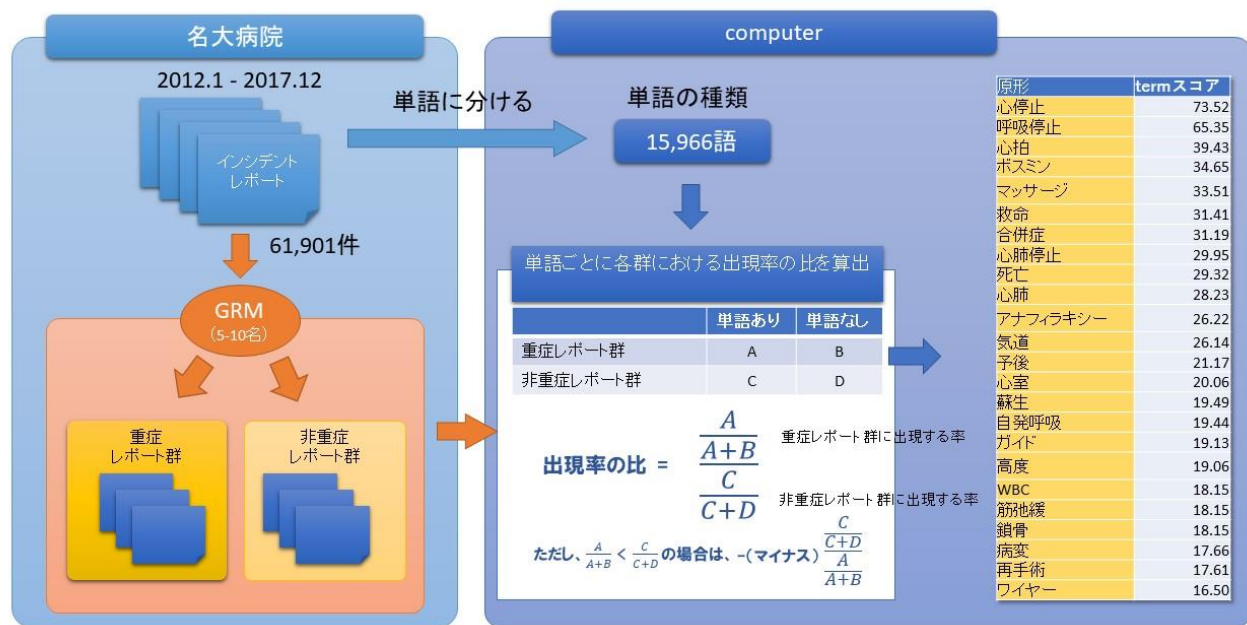 名大病院
2012.1 - 2017.12
インシデント
レポート
61,901件
GRM
(5-10名)
重症
レポート群
非重症
レポート群
単語に分ける
computer
単語の種類
15,966語
単語ごとに各群における出現率の比を算出
単語あり 単語なし
重症レポート群 A B
非重症レポート群 C D
出現率の比 =
A
A+B
重症レポート群に出現する率
C
C+D
非重症レポート群に出現する率
ただし、A/A+B < C/C+Dの場合は、-(マイナス)
C
C+D
A
A+B
原形 termスコア
心停止 73.52
呼吸停止 65.35
心拍 39.43
ボスミン 34.65
マッサージ 33.51
救命 31.41
合併症 31.19
心肺停止 29.95
死亡 29.32
心肺 28.23
アナフィラキシー 26.22
気道 26.14
予後 21.17
心室 20.06
蘇生 19.49
自発呼吸 19.44
ガイド 19.13
高度 19.06
WBC 18.15
筋弛緩 18.15
鎖骨 18.15
病変 17.66
再手術 17.61
ワイヤー 16.50